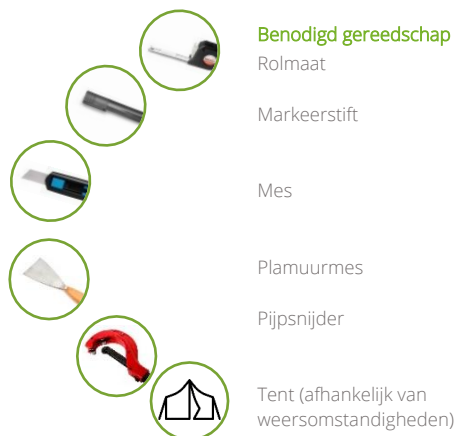 Benodigd gereedschap
Rolmaat
Markeerstift
Mes
Plamuurmes
Pijpsnijder
Tent (afhankelijk van
weersomstandigheden)